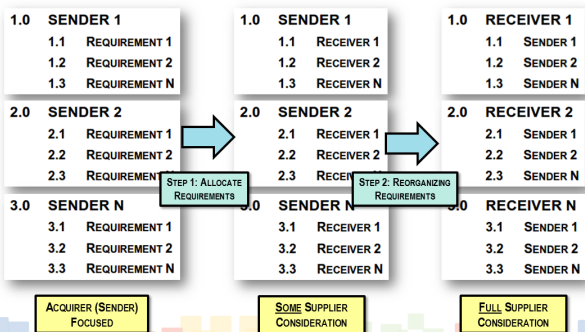 1.0 SENDER 1
1.1 REQUIREMENT 1
1.2 REQUIREMENT 2
1.3 REQUIREMENT N
2.0 SENDER 2
2.1 REQUIREMENT 1
2.2 REQUIREMENT 2
2.3 REQUIREMENT N
3.0 SENDER N
3.1 REQUIREMENT 1
3.2 REQUIREMENT 2
3.3 REQUIREMENT N
ACQUIRER (SENDER)
FOCUSED
STEP 1: ALLOCATE
REQUIREMENTS
1.0 SENDER 1
1.1 RECEIVER 1
1.2 RECEIVER 2
1.3 RECEIVER N
2.0 SENDER 2
2.1 RECEIVER 1
2.2 RECEIVER 2
2.3
3.0 SENDER N
3.1 RECEIVER 1
3.2 RECEIVER 2
3.3 RECEIVER N
SOME SUPPLIER
CONSIDERATION
STEP 2: REORGANIZING
REQUIREMENTS
1.0 RECEIVER 1
1.1 SENDER 1
1.2 SENDER 2
1.3 SENDER N
2.0 RECEIVER 2
2.1 SENDER 1
2.2 SENDER 2
2.3 SENDER N
3.0 RECEIVER N
3.1 SENDER 1
3.2 SENDER 2
3.3 SENDER N
FULL SUPPLIER
CONSIDERATION